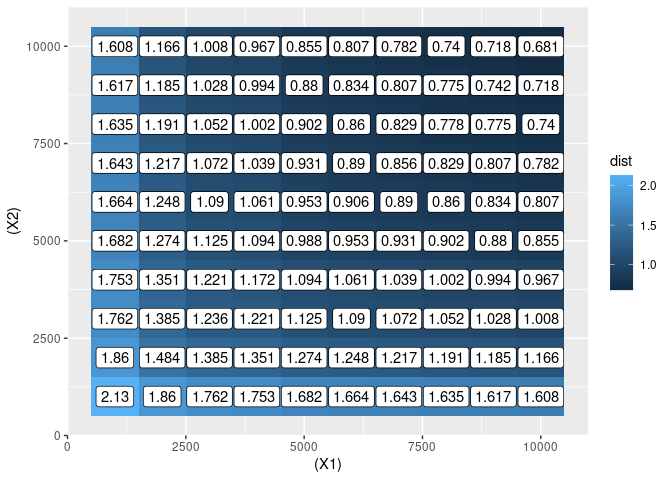 10000 1.608 1.166 1.008 0.967 0.855 0.807 0.782 0.74 0.718 0.681
1.617 1.185 1.028 0.994 0.88 0.834 0.807 0.775 0.742 0.718
1.635 1.191 1.052 1.002 0.902 0.86 0.829 0.778 0.775 0.74
7500
1.643 1.217 1.072 1.039 0.931 0.89 0.856 0.829 0.807 0.782
dist
2.0
1.5
1.0
(X2)
1.664 1.248 1.09 1.061 0.953 0.906 0.89 0.86 0.834 0.807
5000 1.682 1.274 1.125 1.094 0.988 0.953 0.931 0.902 0.88 0.855
1.753 1.351 1.221 1.172 1.094 1.061 1.039 1.002 0.994 0.967
1.762 1.385 1.236 1.221 1.125 1.09 1.072 1.052 1.028 1.008
2500
1.86 1.484 1.385 1.351 1.274 1.248 1.217 1.191 1.185 1.166
2.13 1.86 1.762 1.753 1.682 1.664 1.643 1.635 1.617 1.608
0
0 2500 5000 7500 10000
(X1)